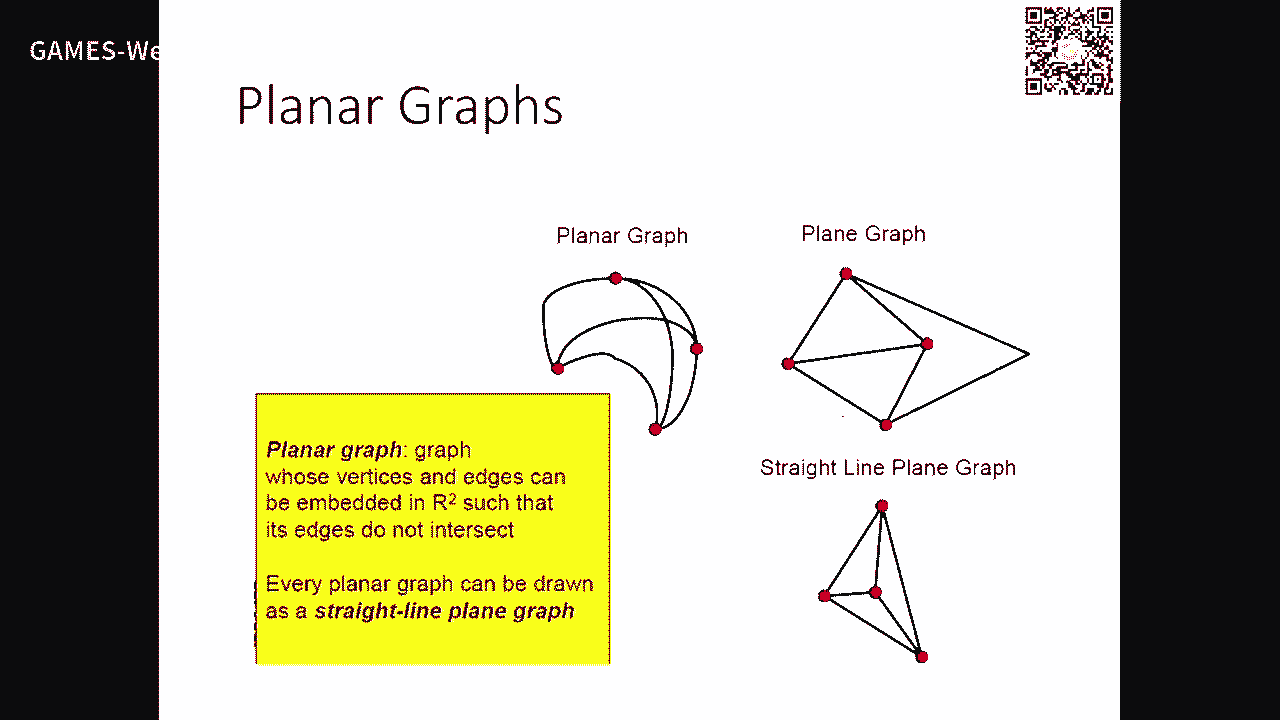 GAMES-We
Planar Graphs
Planar Graph
Plane Graph
Planar graph: graph
whose vertices and edges can
be embedded in R² such that
its edges do not intersect
Every planar graph can be drawn
as a straight-line plane graph
Straight Line Plane Graph